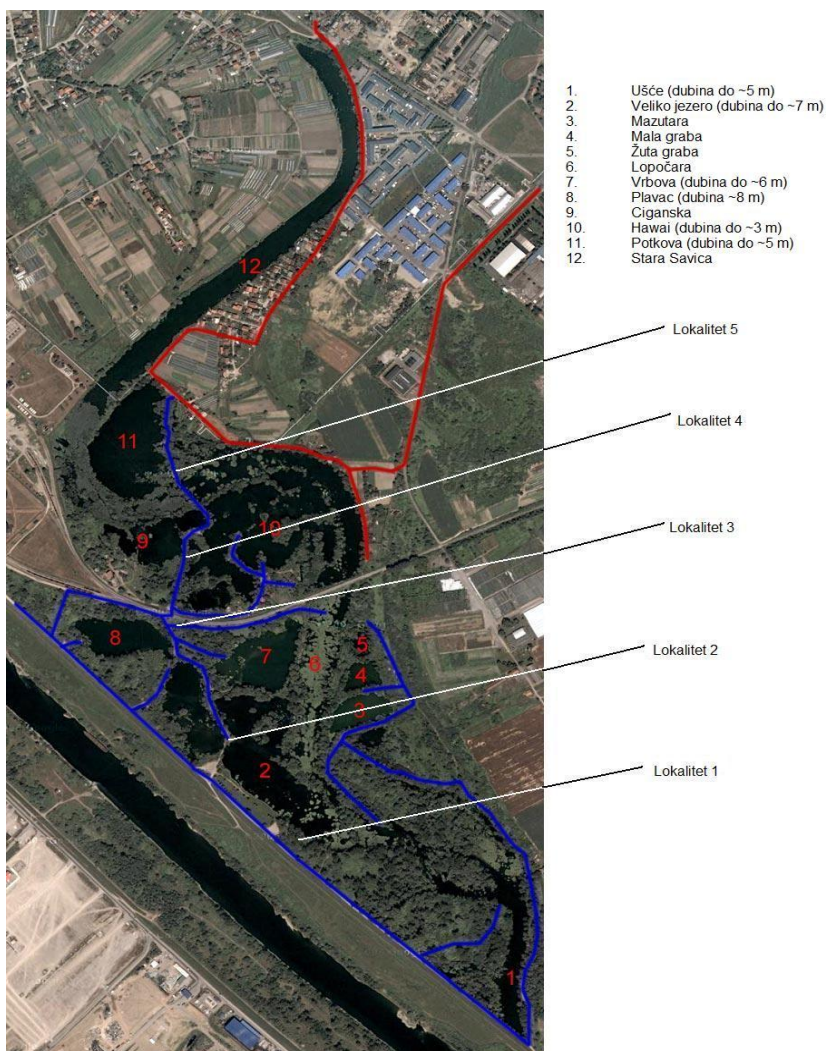 1. Ušće (dubina do ~5 m)
2. Veliko jezero (dubina do ~7 m)
3. Mazutara
4. Mala graba
5. Žuta graba
6. Lopočara
7. Vrbova (dubina do ~6 m)
8. Plavac (dubina ~8 m)
9. Ciganska
10. Hawai (dubina do ~3 m)
11. Potkova (dubina do ~5 m)
12. Stara Savica
12
Lokalitet 5
Lokalitet 4
11
9
10
Lokalitet 3
8
7
6
5
4
3
Lokalitet 2
2
Lokalitet 1
1